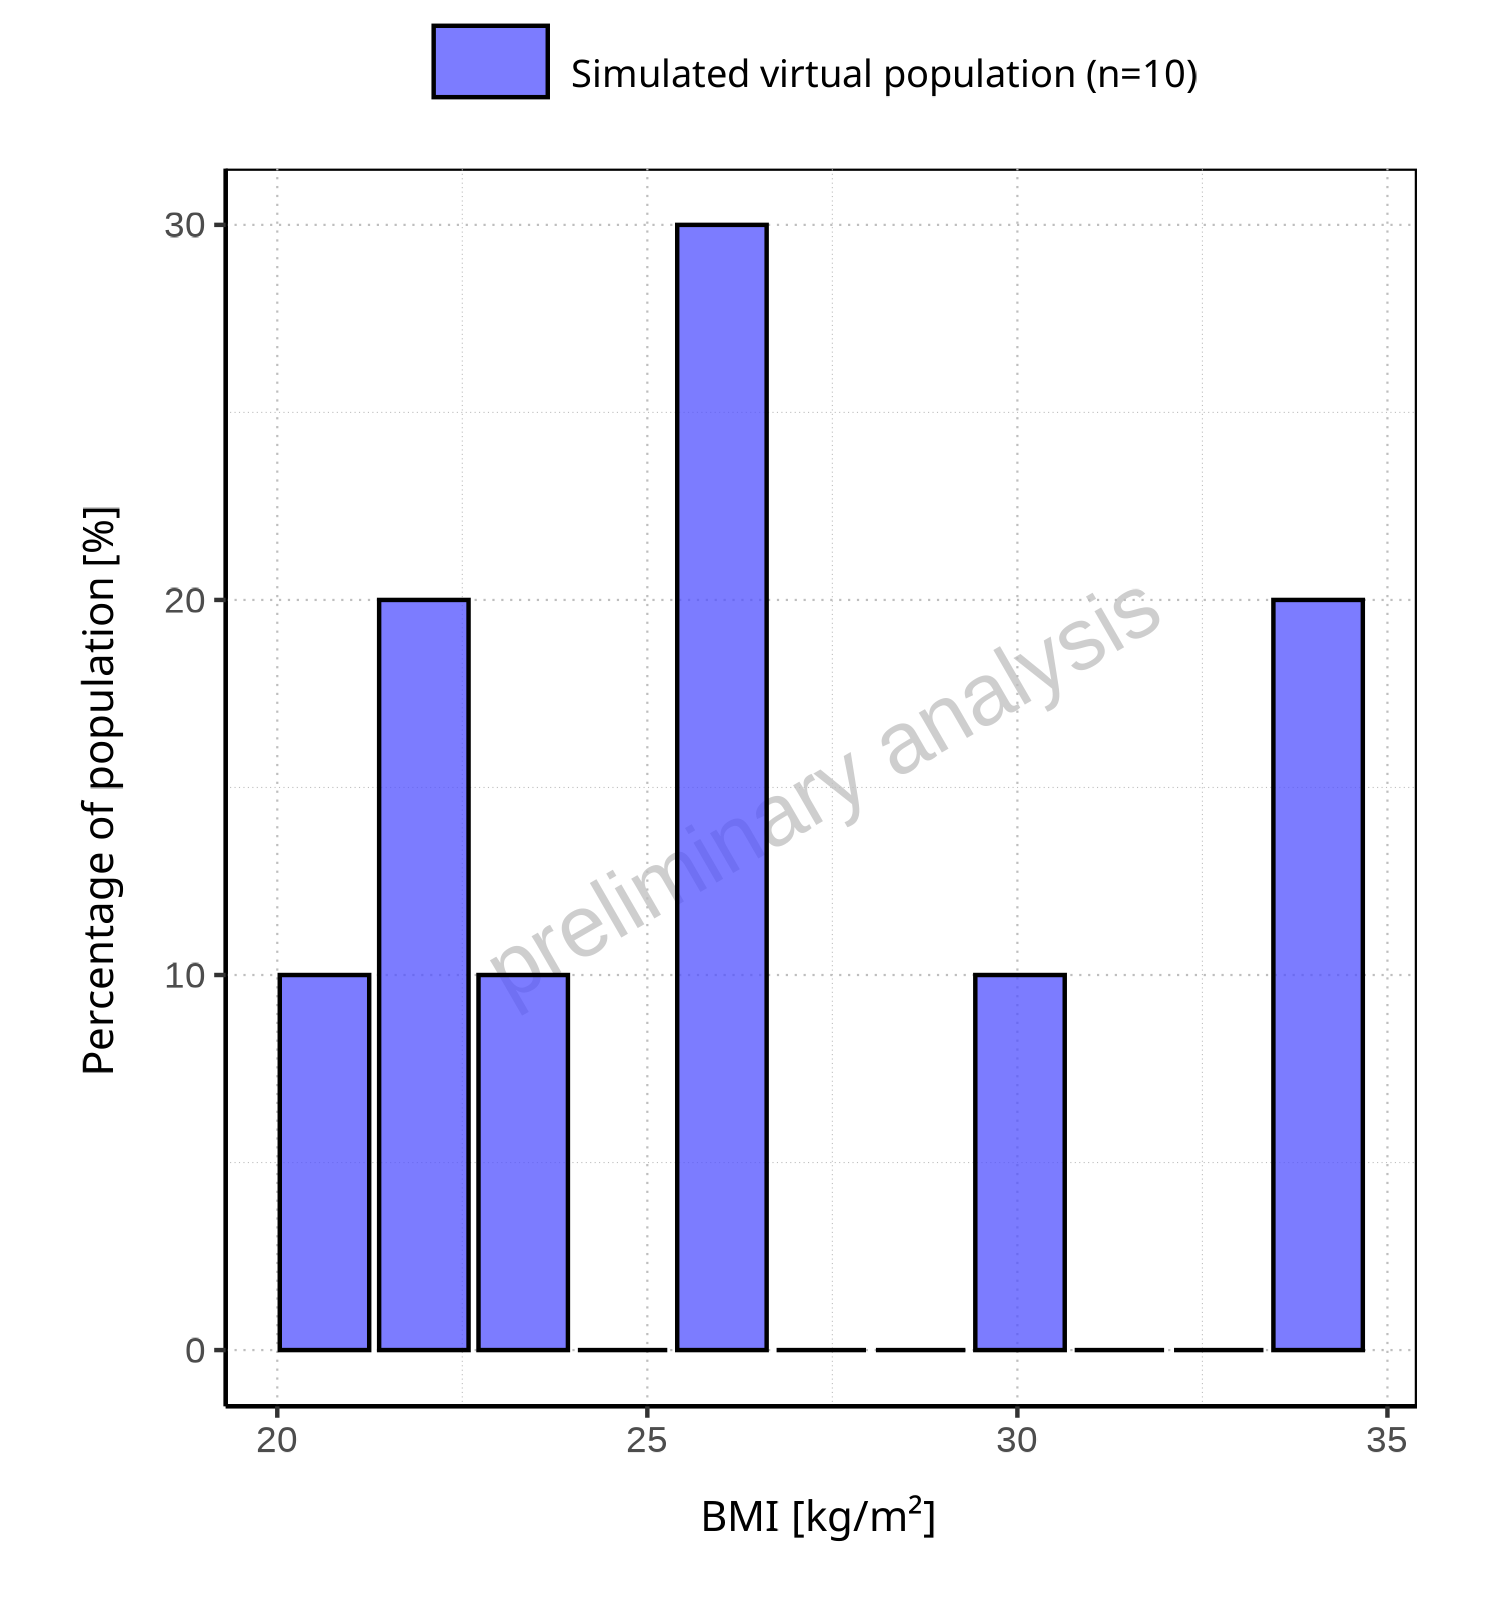 Simulated virtual population (n=10)
30
20
10
0
Percentage of population [%]
preliminary analysis
20 25 30 35
BMI [kg/m²]